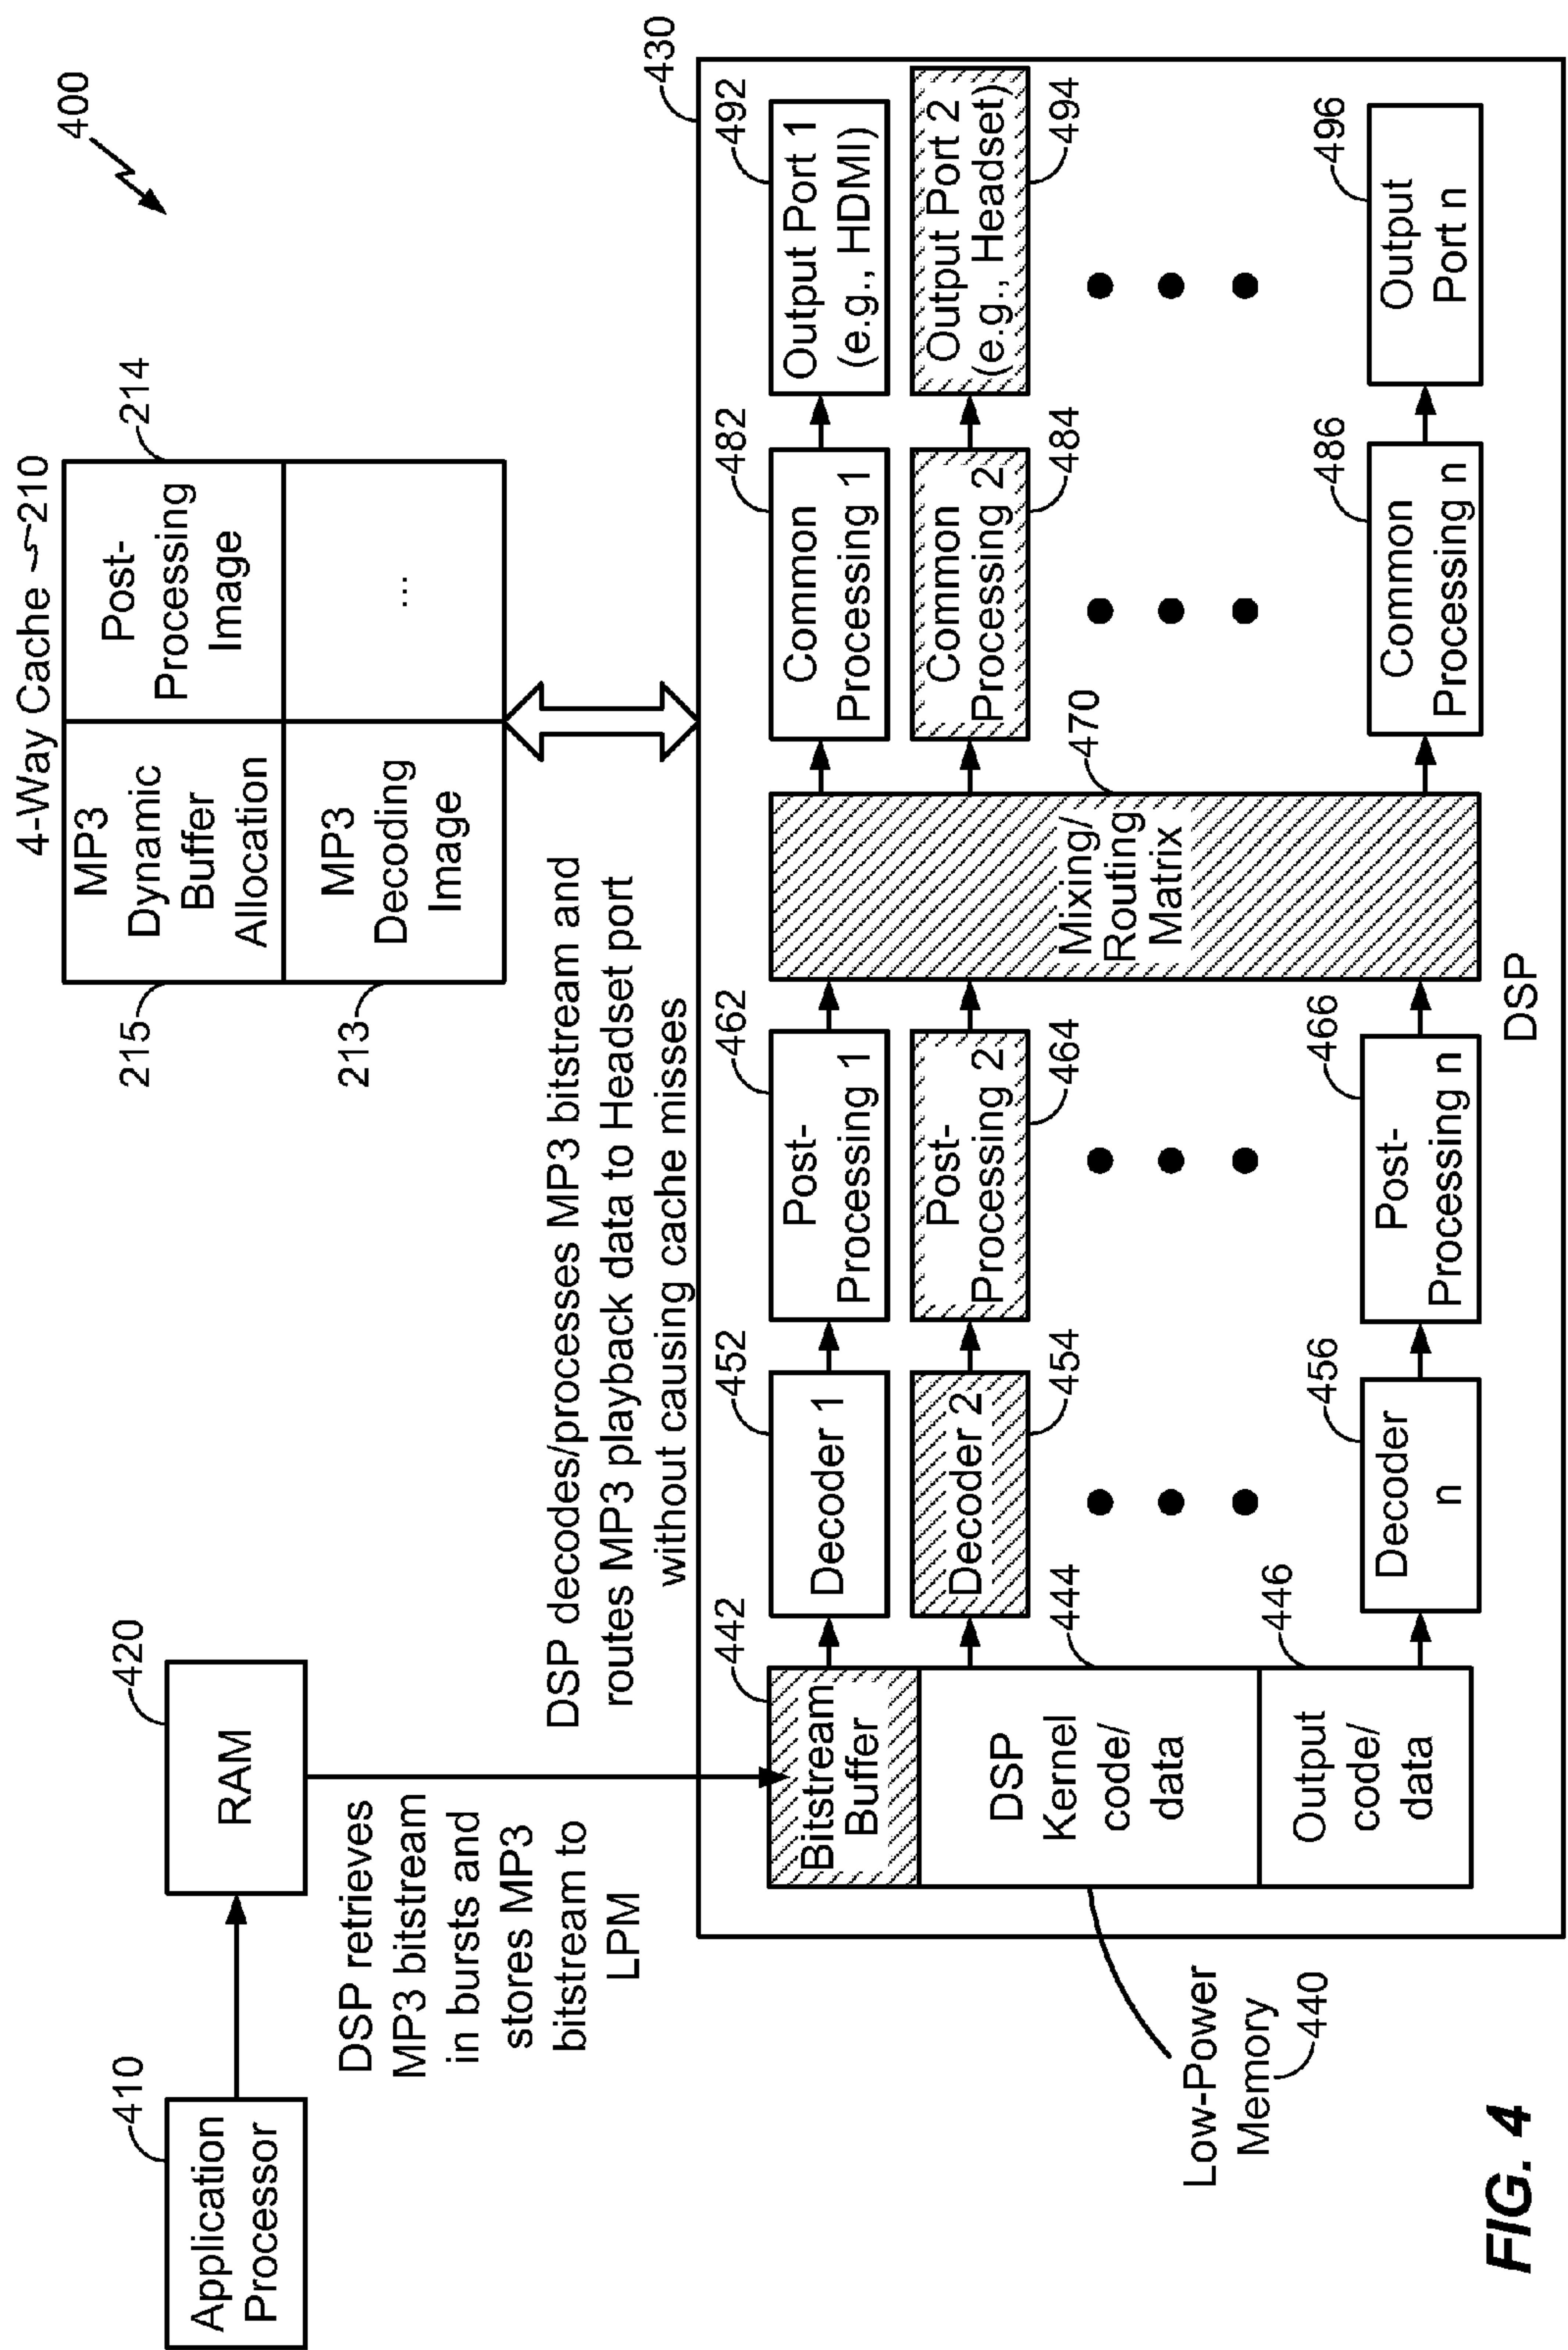 400
4-Way Cache 210
MP3
Dynamic
Buffer
Allocation
Post-
Processing
Image
MP3
Decoding
Image
...
215
213
214
410
Application
Processor
420
RAM
DSP retrieves
MP3 bitstream
in bursts and
stores MP3
bitstream to
LPM
DSP decodes/processes MP3 bitstream and
routes MP3 playback data to Headset port
without causing cache misses
430
442
Bitstream
Buffer
444
DSP
Kernel
code/
data
446
Output
code/
data
Low-Power
Memory
440
452
Decoder 1
462
Post-
Processing 1
482
Common
Processing 1
492
Output Port 1
(e.g., HDMI)
Decoder 2
454
Post-
Processing 2
464
470
Mixing/
Routing
Matrix
Common
Processing 2
484
Output Port 2
(e.g., Headset)
494
456
Decoder
n
466
Post-
Processing n
486
Common
Processing n
496
Output
Port n
DSP
FIG. 4